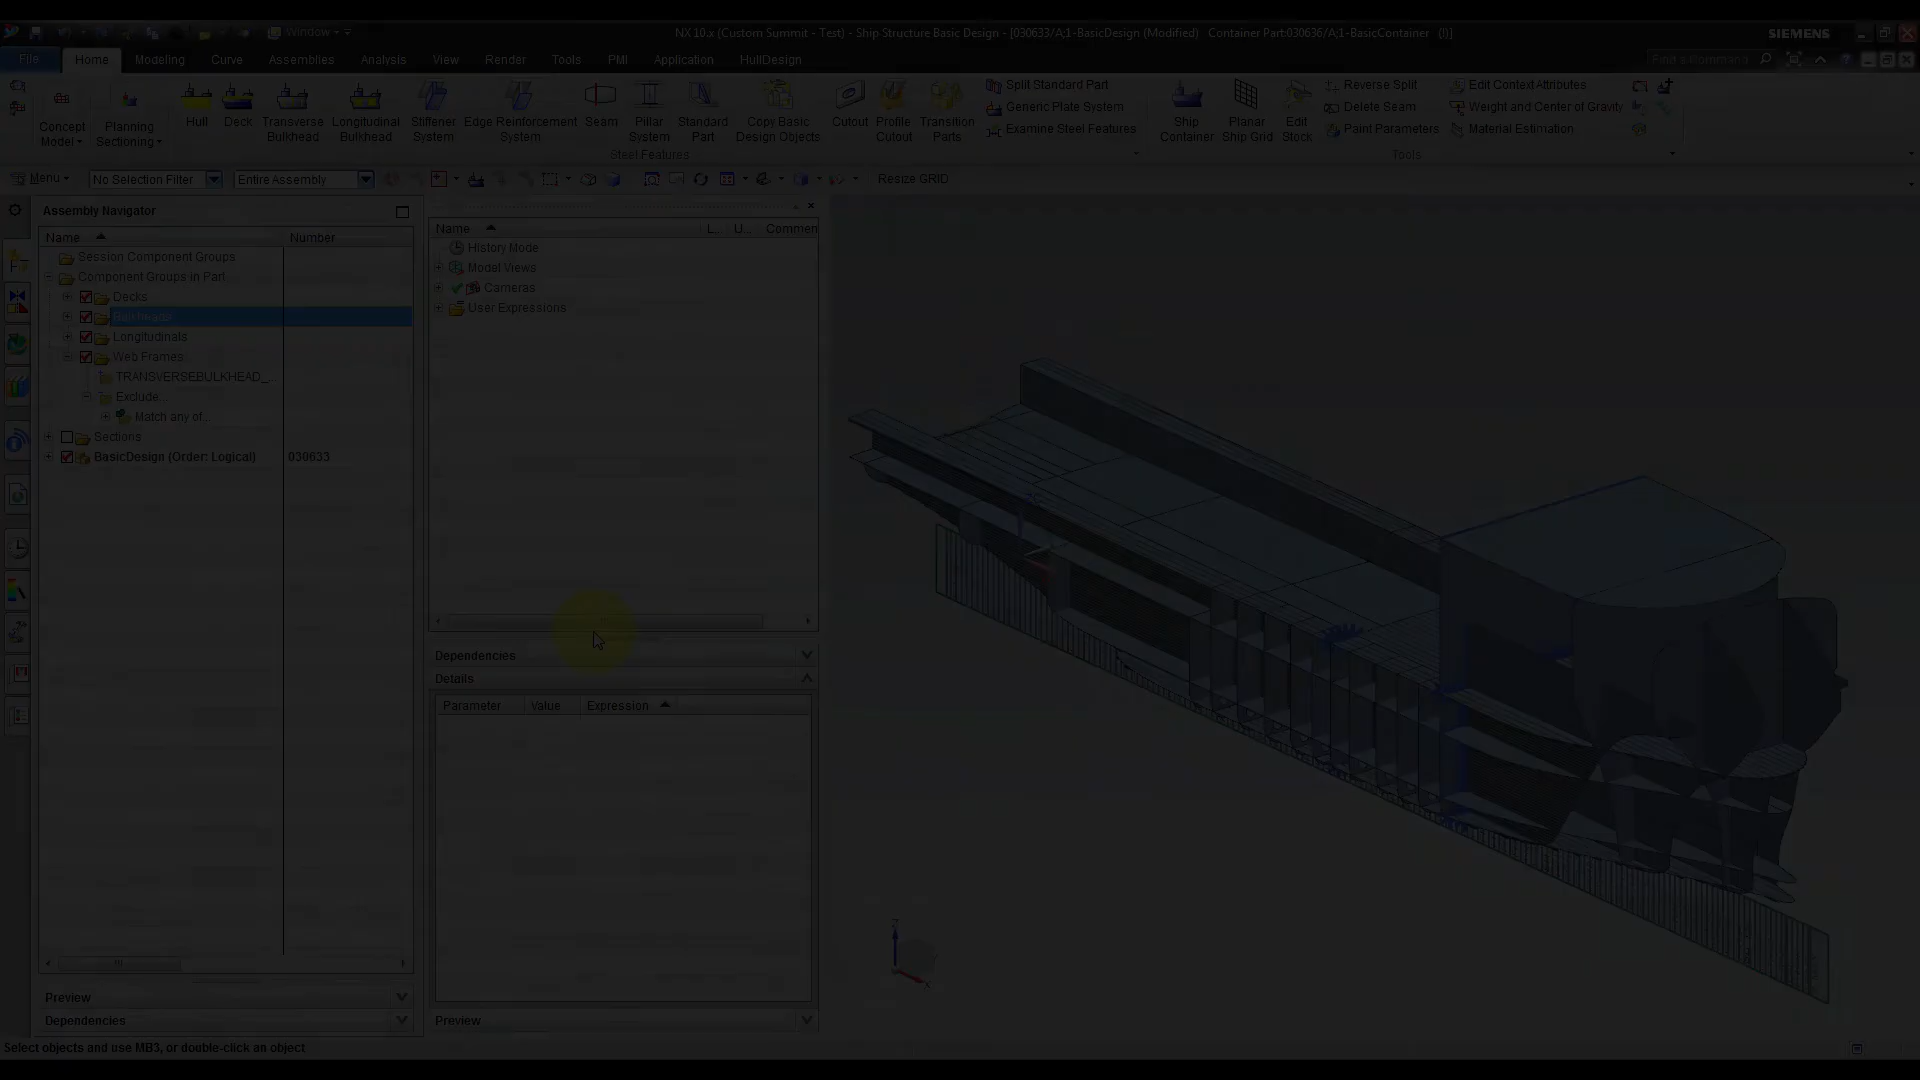 Window
NX 10.x (Custom Summit - Test) - Ship Structure Basic Design - [030633/A;1-BasicDesign (Modified) Container Part:030636/A;1-BasicContainer (!)]
SIEMENS
File Home Modeling Curve Assemblies Analysis View Render Tools PMI Application HullDesign
Find a Command
Concept Model
Planning Sectioning
Hull
Deck
Transverse Bulkhead
Longitudinal Bulkhead
Stiffener System
Edge Reinforcement System
Seam
Pillar System
Standard Part
Copy Basic Design Objects
Cutout
Profile Cutout
Transition Parts
Split Standard Part
Generic Plate System
Examine Steel Features
Ship Container
Planar Ship Grid
Edit Stock
Reverse Split
Delete Seam
Paint Parameters
Edit Context Attributes
Weight and Center of Gravity
Material Estimation
Steel Features
Tools
Menu
No Selection Filter
Entire Assembly
Resize GRID
Assembly Navigator
Name Number
Session Component Groups
Component Groups in Part
Decks
Bulkheads
Longitudinals
Web Frames
TRANSVERSEBULKHEAD_...
Exclude...
Match any of...
Sections
BasicDesign (Order: Logical) 030633
Preview
Dependencies
Name L... U... Commen
History Mode
Model Views
Cameras
User Expressions
Dependencies
Details
Parameter Value Expression
Preview
Z
X
Select objects and use MB3, or double-click an object